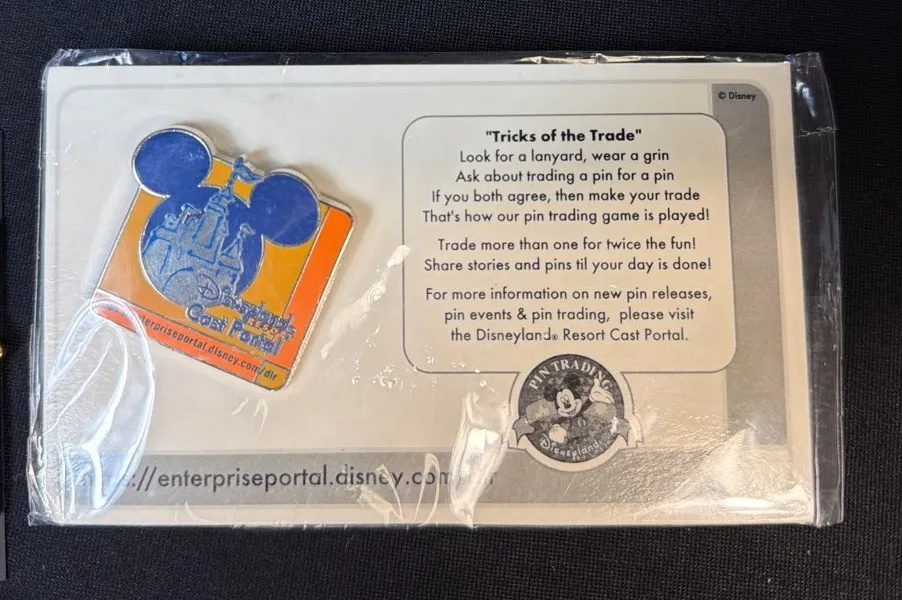 © Disney
"Tricks of the Trade"
Look for a lanyard, wear a grin
Ask about trading a pin for a pin
If you both agree, then make your trade
That's how our pin trading game is played!
Trade more than one for twice the fun!
Share stories and pins til your day is done!
For more information on new pin releases,
pin events & pin trading, please visit
the Disneyland® Resort Cast Portal.
Disneyland
RESORT
Cast Portal
enterpriseportal.disney.com/dlr
PIN TRADING
Disneyland
://enterpriseportal.disney.com